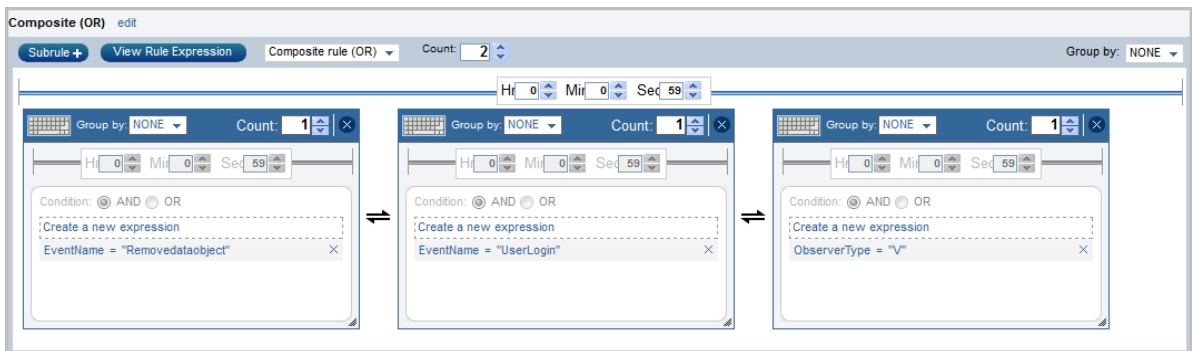 Composite (OR) edit
Subrule + View Rule Expression Composite rule (OR) Count: 2 Group by: NONE
Hr 0 Min 0 Sec 59
Group by: NONE Count: 1
Hr 0 Min 0 Sec 59
Condition: AND OR
Create a new expression
EventName = "Removedataobject"
Group by: NONE Count: 1
Hr 0 Min 0 Sec 59
Condition: AND OR
Create a new expression
EventName = "UserLogin"
Group by: NONE Count: 1
Hr 0 Min 0 Sec 59
Condition: AND OR
Create a new expression
ObserverType = "V"